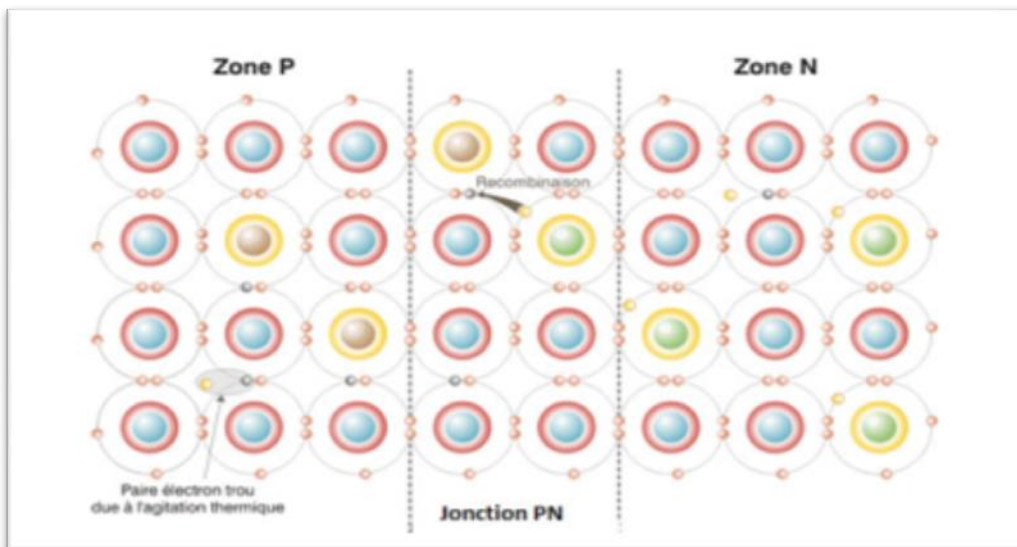 Zone P
Zone N
Recombinaison
Paire électron trou
due à l'agitation thermique
Jonction PN